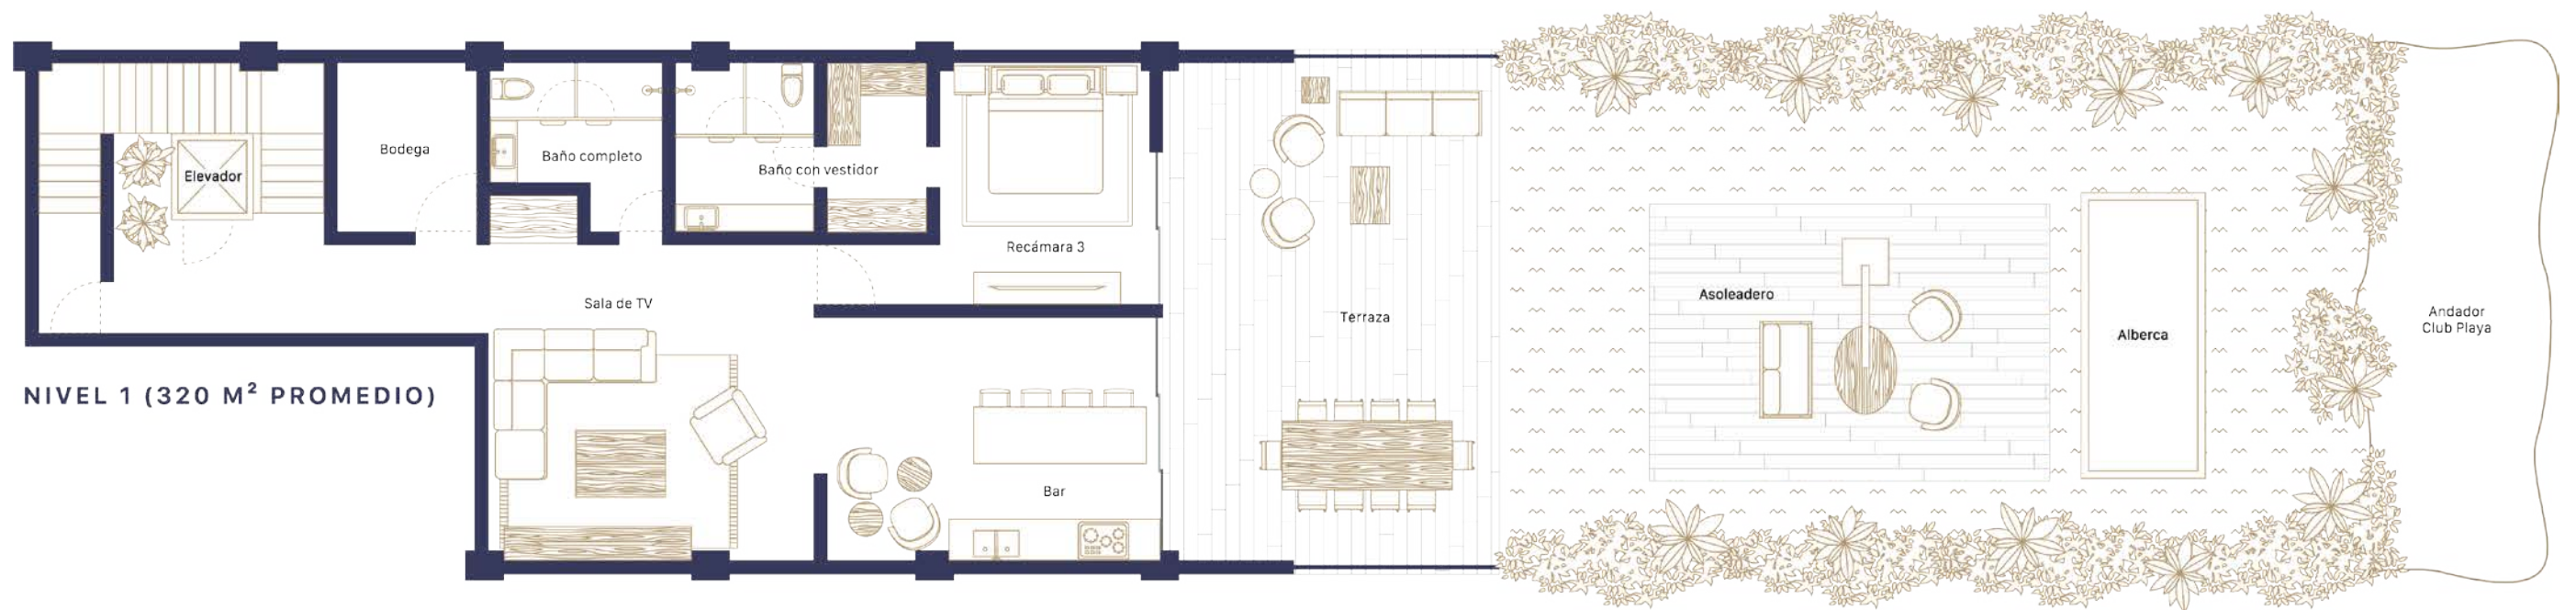 Bodega
Elevador
Baño completo
Baño con vestidor
Recámara 3
Sala de TV
Terraza
Asoleadero
Alberca
Andador
Club Playa
NIVEL 1 (320 M² PROMEDIO)
Bar